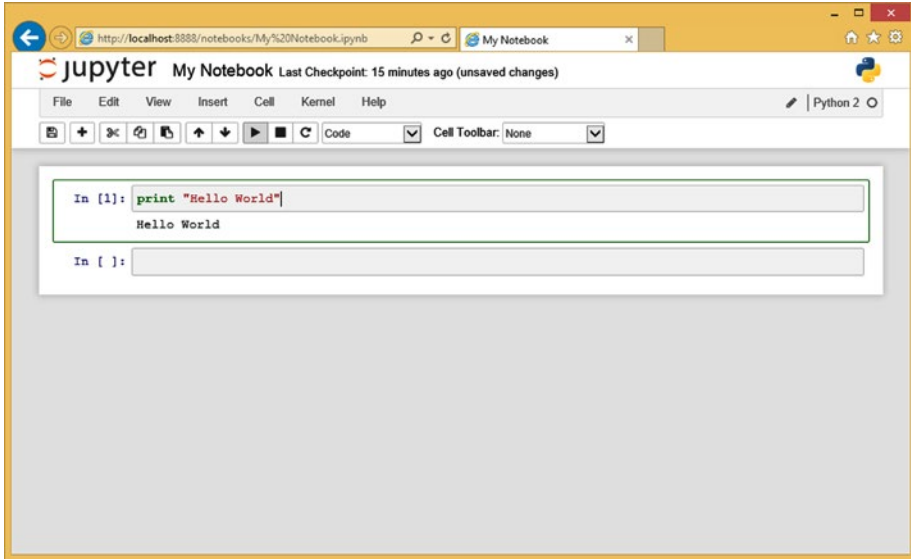 http://localhost:8888/notebooks/My%20Notebook.ipynb My Notebook
jupyter My Notebook Last Checkpoint: 15 minutes ago (unsaved changes)
File Edit View Insert Cell Kernel Help Python 2
Code Cell Toolbar: None
In [1]: print "Hello World"
Hello World
In [ ]: